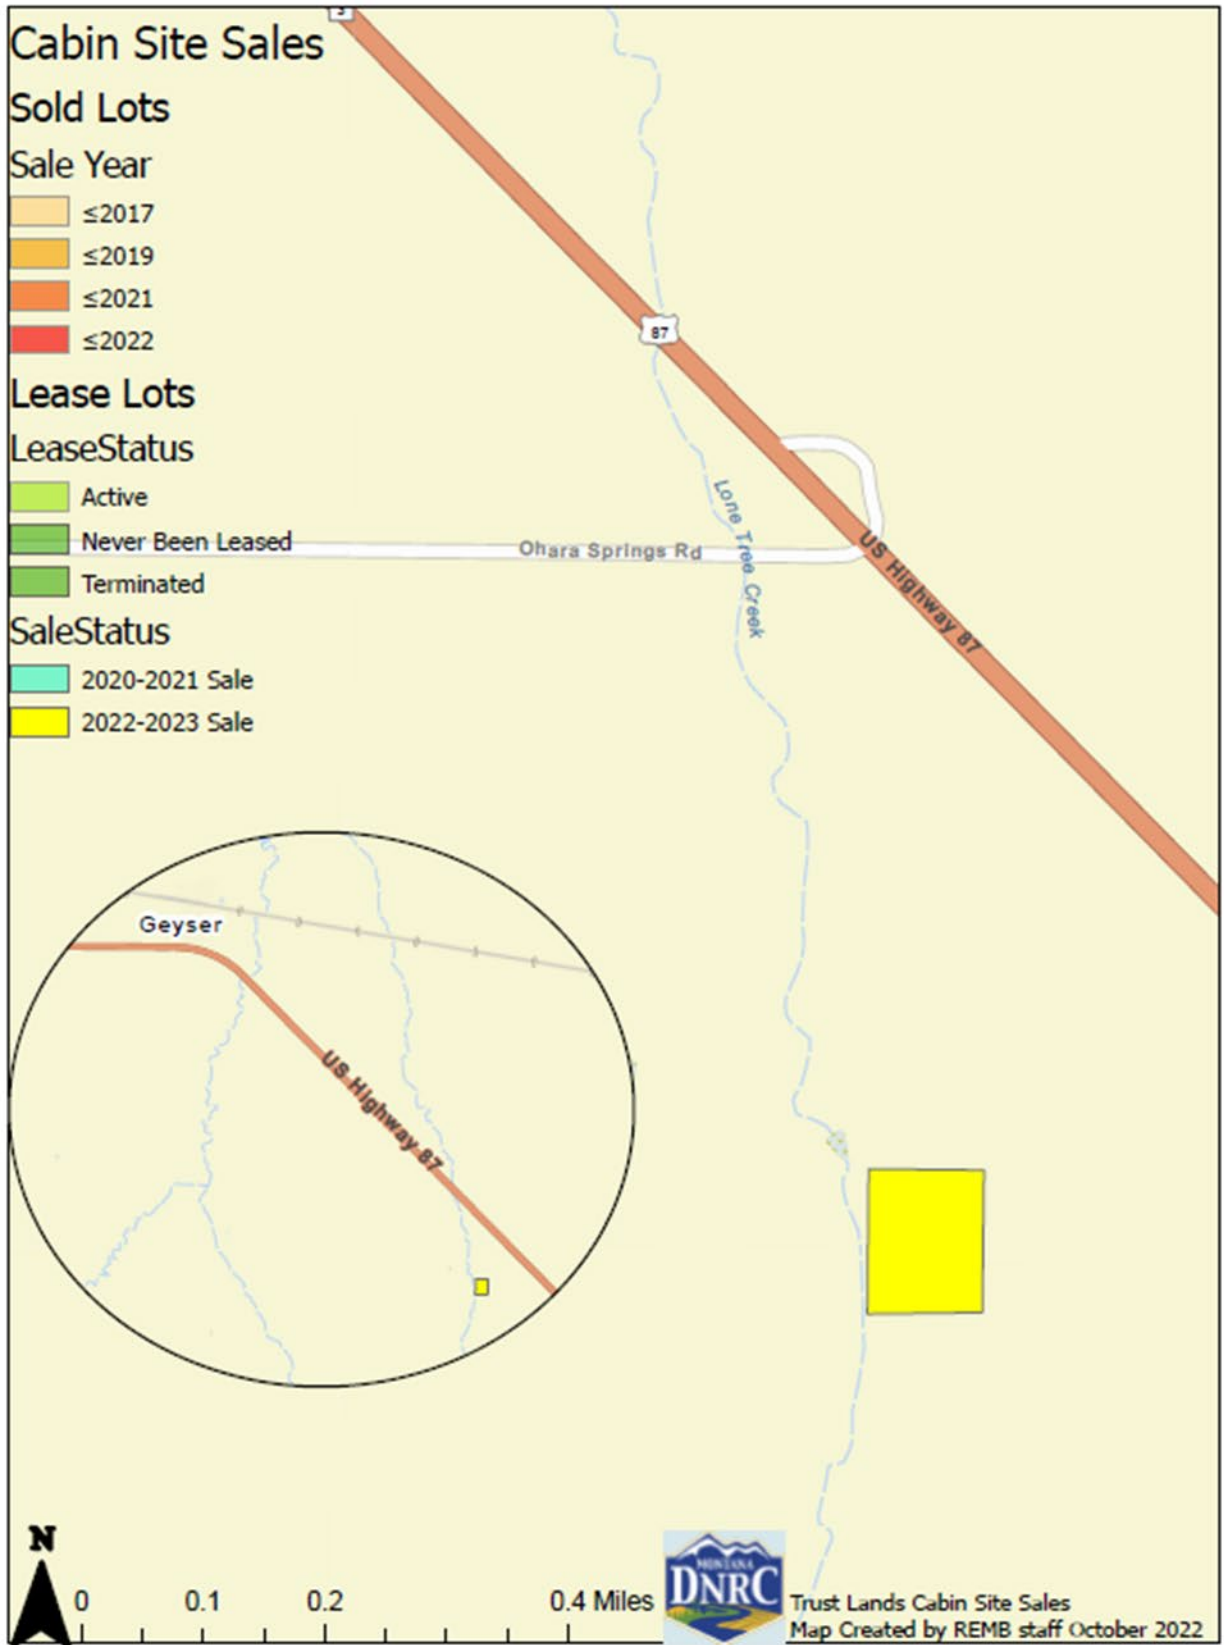 Cabin Site Sales
Sold Lots
Sale Year
≤2017
≤2019
≤2021
≤2022
Lease Lots
LeaseStatus
Active
Never Been Leased
Terminated
SaleStatus
2020-2021 Sale
2022-2023 Sale
87
Lone Tree Creek
Ohara Springs Rd
US Highway 87
Geyser
US Highway 87
N
0 0.1 0.2 0.4 Miles
MONTANA
DNRC
Trust Lands Cabin Site Sales
Map Created by REMB staff October 2022